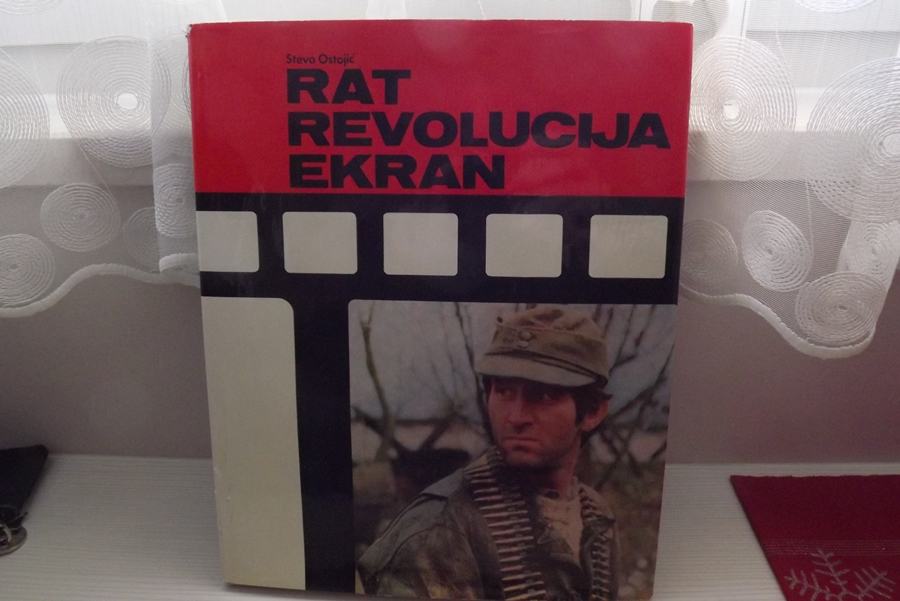 Stevo Ostojić
RAT
REVOLUCIJA
EKRAN